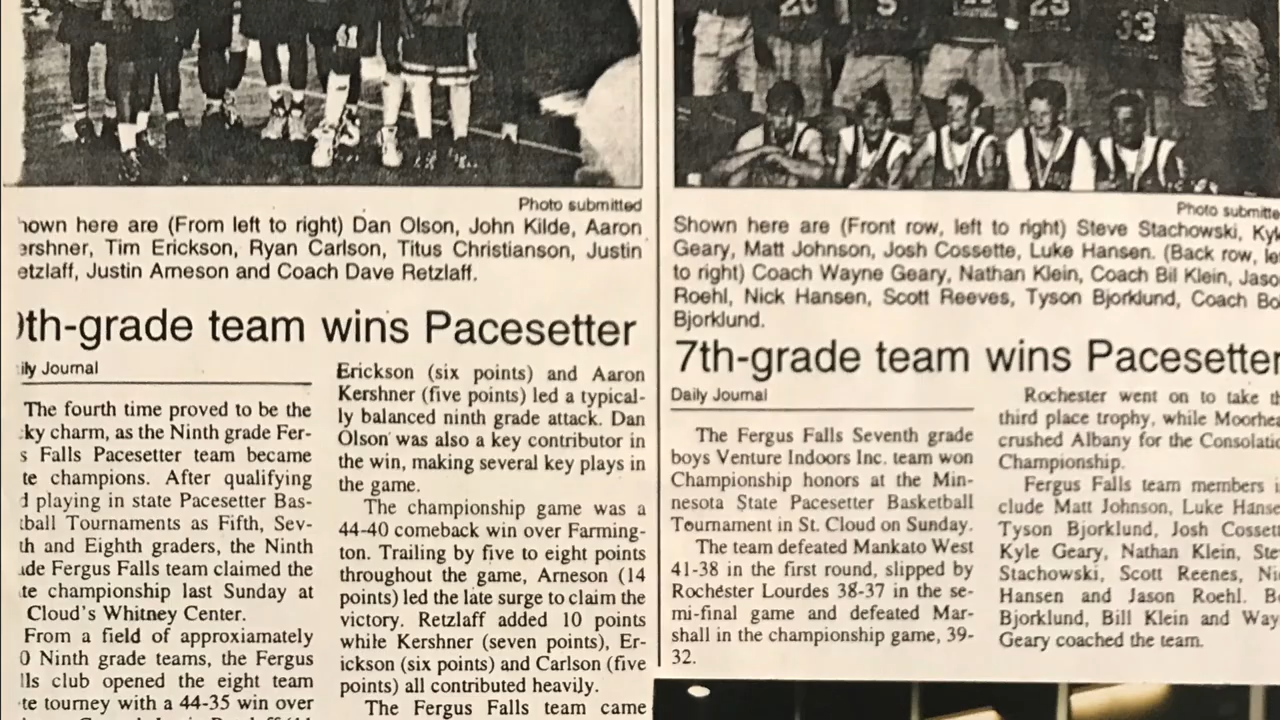 41
20
5
23
33
Photo submitted
hown here are (From left to right) Dan Olson, John Kilde, Aaron
ershner, Tim Erickson, Ryan Carlson, Titus Christianson, Justin
etzlaff, Justin Arneson and Coach Dave Retzlaff.
9th-grade team wins Pacesetter
ily Journal
The fourth time proved to be the
ky charm, as the Ninth grade Fer-
s Falls Pacesetter team became
te champions. After qualifying
d playing in state Pacesetter Bas-
tball Tournaments as Fifth, Sev-
th and Eighth graders, the Ninth
ade Fergus Falls team claimed the
te championship last Sunday at
Cloud's Whitney Center.
From a field of approxiamately
0 Ninth grade teams, the Fergus
lls club opened the eight team
te tourney with a 44-35 win over
Erickson (six points) and Aaron
Kershner (five points) led a typical-
ly balanced ninth grade attack. Dan
Olson was also a key contributor in
the win, making several key plays in
the game.
The championship game was a
44-40 comeback win over Farming-
ton. Trailing by five to eight points
throughout the game, Arneson (14
points) led the late surge to claim the
victory. Retzlaff added 10 points
while Kershner (seven points), Er-
ickson (six points) and Carlson (five
points) all contributed heavily.
The Fergus Falls team came
Photo submitte
Shown here are (Front row, left to right) Steve Stachowski, Kyl
Geary, Matt Johnson, Josh Cossette, Luke Hansen. (Back row, le
to right) Coach Wayne Geary, Nathan Klein, Coach Bil Klein, Jaso
Roehl, Nick Hansen, Scott Reeves, Tyson Bjorklund, Coach Bo
Bjorklund.
7th-grade team wins Pacesetter
Daily Journal
The Fergus Falls Seventh grade
boys Venture Indoors Inc. team won
Championship honors at the Min-
nesota State Pacesetter Basketball
Tournament in St. Cloud on Sunday.
The team defeated Mankato West
41-38 in the first round, slipped by
Rochester Lourdes 38-37 in the se-
mi-final game and defeated Mar-
shall in the championship game, 39-
32.
Rochester went on to take th
third place trophy, while Moorhea
crushed Albany for the Consolatio
Championship.
Fergus Falls team members i
clude Matt Johnson, Luke Hanse
Tyson Bjorklund, Josh Cossett
Kyle Geary, Nathan Klein, Ste
Stachowski, Scott Reenes, Ni
Hansen and Jason Roehl. B
Bjorklund, Bill Klein and Way
Geary coached the team.